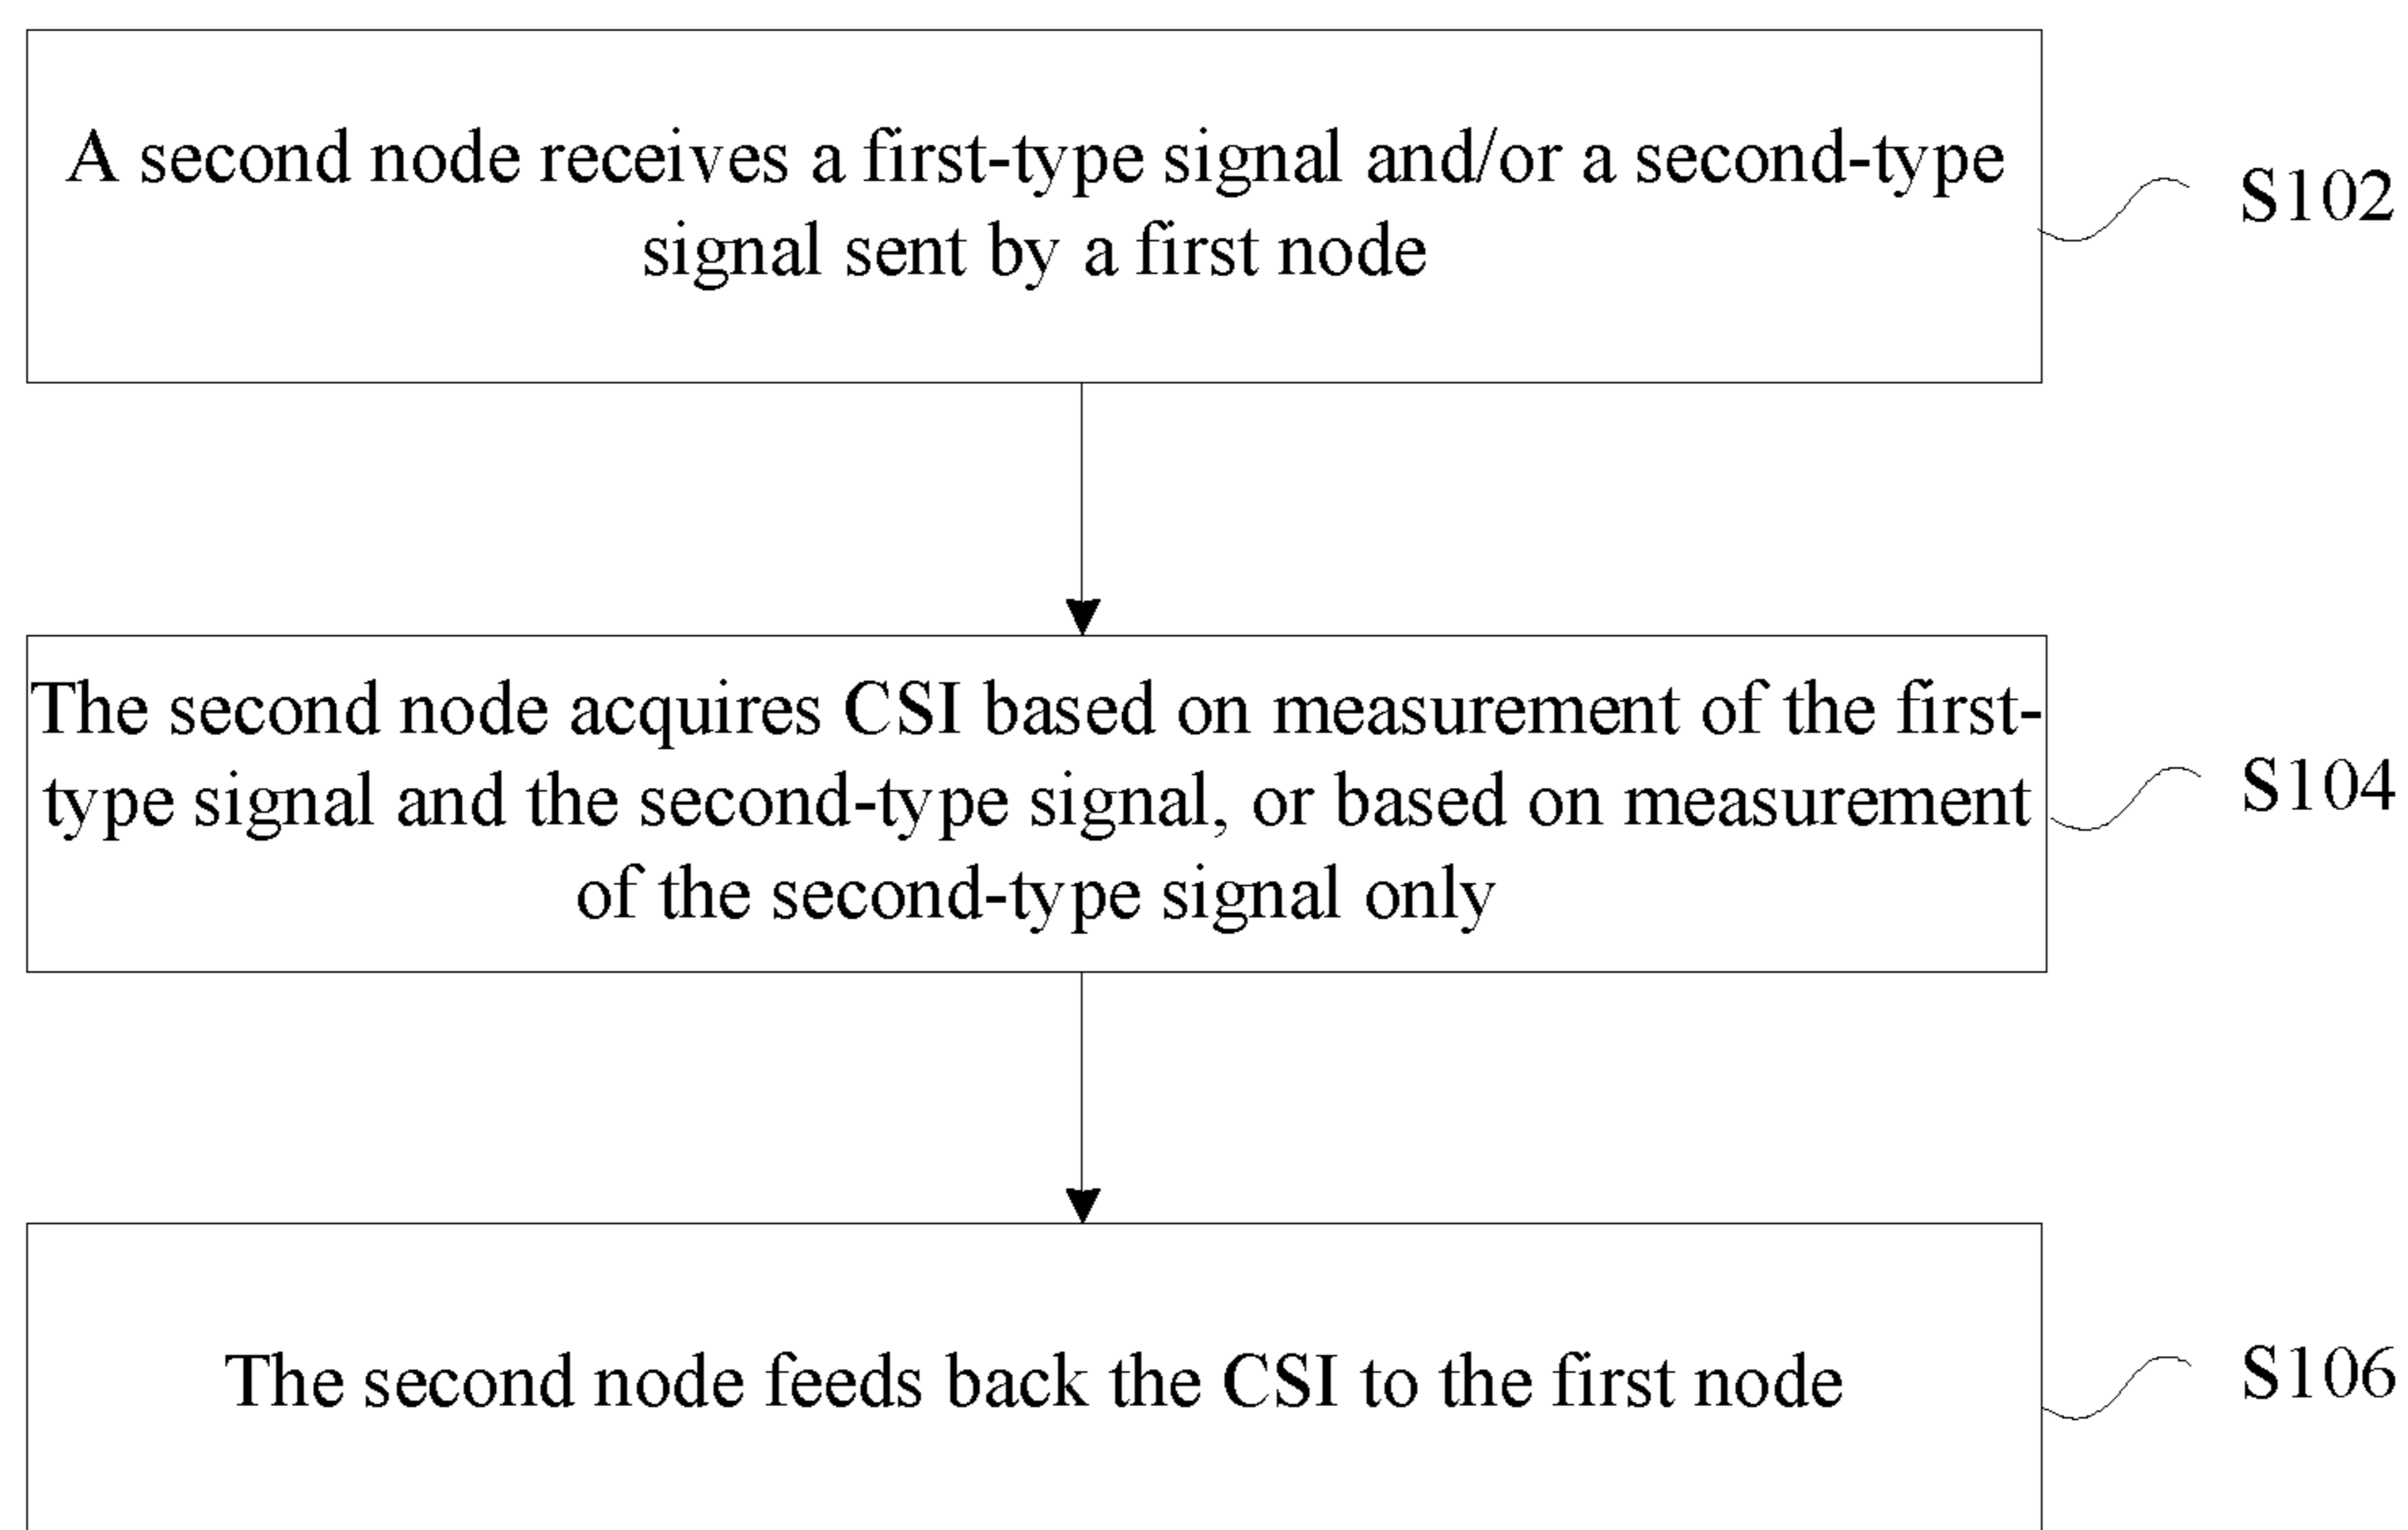 A second node receives a first-type signal and/or a second-type
signal sent by a first node
S102
The second node acquires CSI based on measurement of the first-
type signal and the second-type signal, or based on measurement
of the second-type signal only
S104
The second node feeds back the CSI to the first node
S106